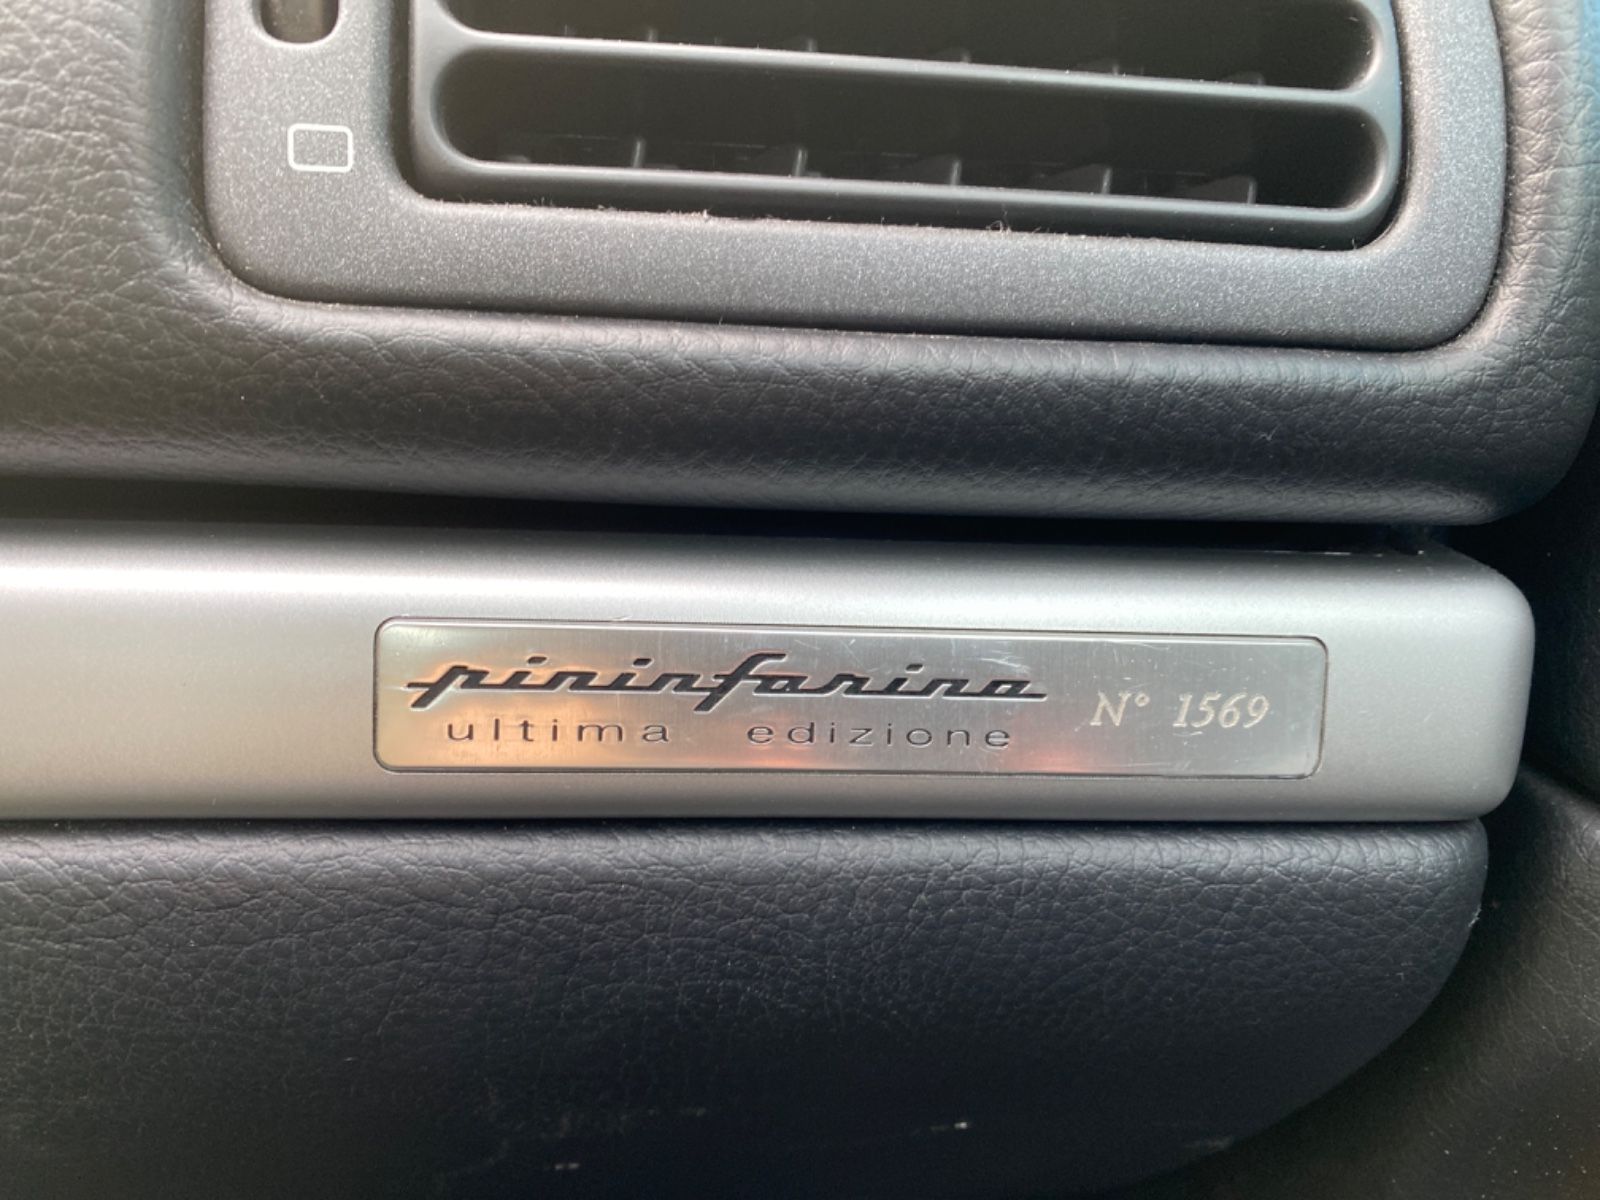 pininfarina
ultima edizione
N° 1569